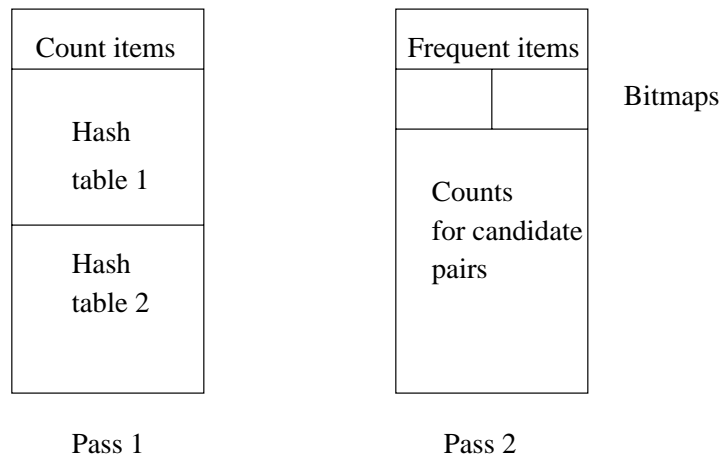 Count items
Hash
table 1
Hash
table 2
Pass 1
Frequent items
Bitmaps
Counts
for candidate
pairs
Pass 2